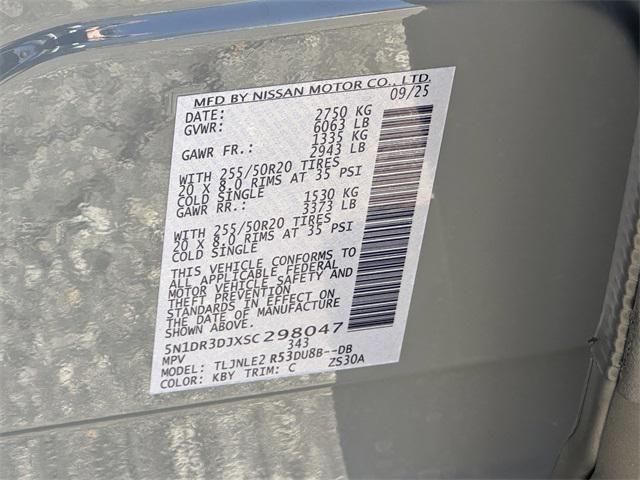 MFD BY NISSAN MOTOR CO., LTD.
DATE: 09/25
GVWR: 2750 KG
6063 LB
GAWR FR.: 1335 KG
2943 LB
WITH 255/50R20 TIRES
20 X 8.0 RIMS AT 35 PSI
COLD SINGLE
GAWR RR.: 1530 KG
3373 LB
WITH 255/50R20 TIRES
20 X 8.0 RIMS AT 35 PSI
COLD SINGLE
THIS VEHICLE CONFORMS TO
ALL APPLICABLE FEDERAL
MOTOR VEHICLE SAFETY AND
THEFT PREVENTION
STANDARDS IN EFFECT ON
THE DATE OF MANUFACTURE
SHOWN ABOVE.
5N1DR3DJXSC298047
MPV 343
MODEL: TLJNLE2 R53DU8B--DB
COLOR: KBY TRIM: C ZS30A